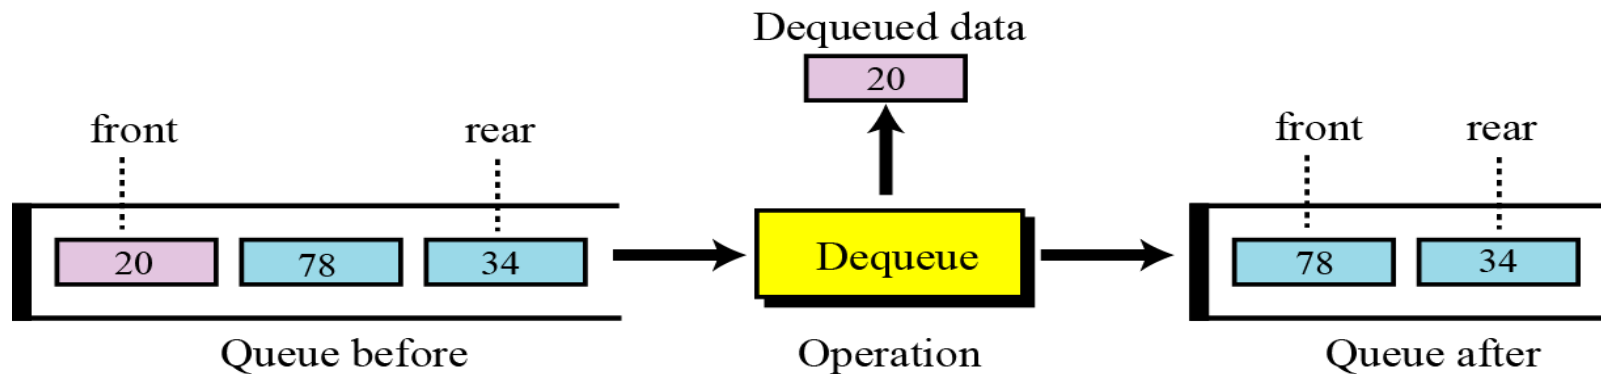 Dequeued data
20
front rear
20 78 34
Dequeue
front rear
78 34
Queue before
Operation
Queue after